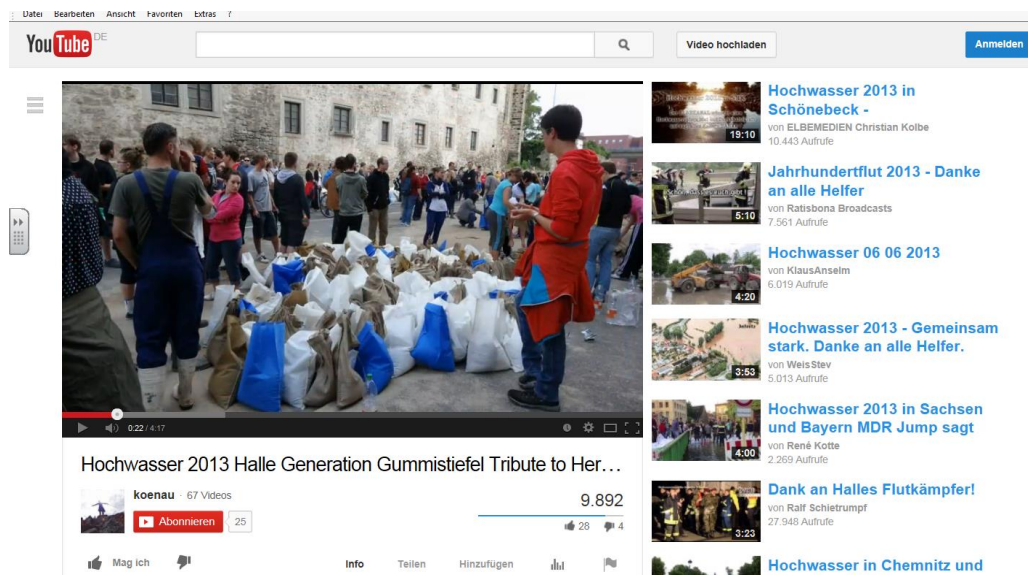 Datei Bearbeiten Ansicht Favoriten Extras ?
YouTube DE
Video hochladen
Anmelden
0:22 / 4:17
Hochwasser 2013 Halle Generation Gummistiefel Tribute to Her...
koenau · 67 Videos
Abonnieren 25
9.892
28 4
Mag ich
Info Teilen Hinzufügen
19:10
Hochwasser 2013 in
Schönebeck -
von ELBEMEDIEN Christian Kolbe
10.443 Aufrufe
5:10
Jahrhundertflut 2013 - Danke
an alle Helfer
von Ratisbona Broadcasts
7.561 Aufrufe
4:20
Hochwasser 06 06 2013
von KlausAnselm
6.019 Aufrufe
3:53
Hochwasser 2013 - Gemeinsam
stark. Danke an alle Helfer.
von WeisStev
5.013 Aufrufe
4:00
Hochwasser 2013 in Sachsen
und Bayern MDR Jump sagt
von René Kotte
2.269 Aufrufe
3:23
Dank an Halles Flutkämpfer!
von Ralf Schietrumpf
27.948 Aufrufe
Hochwasser in Chemnitz und